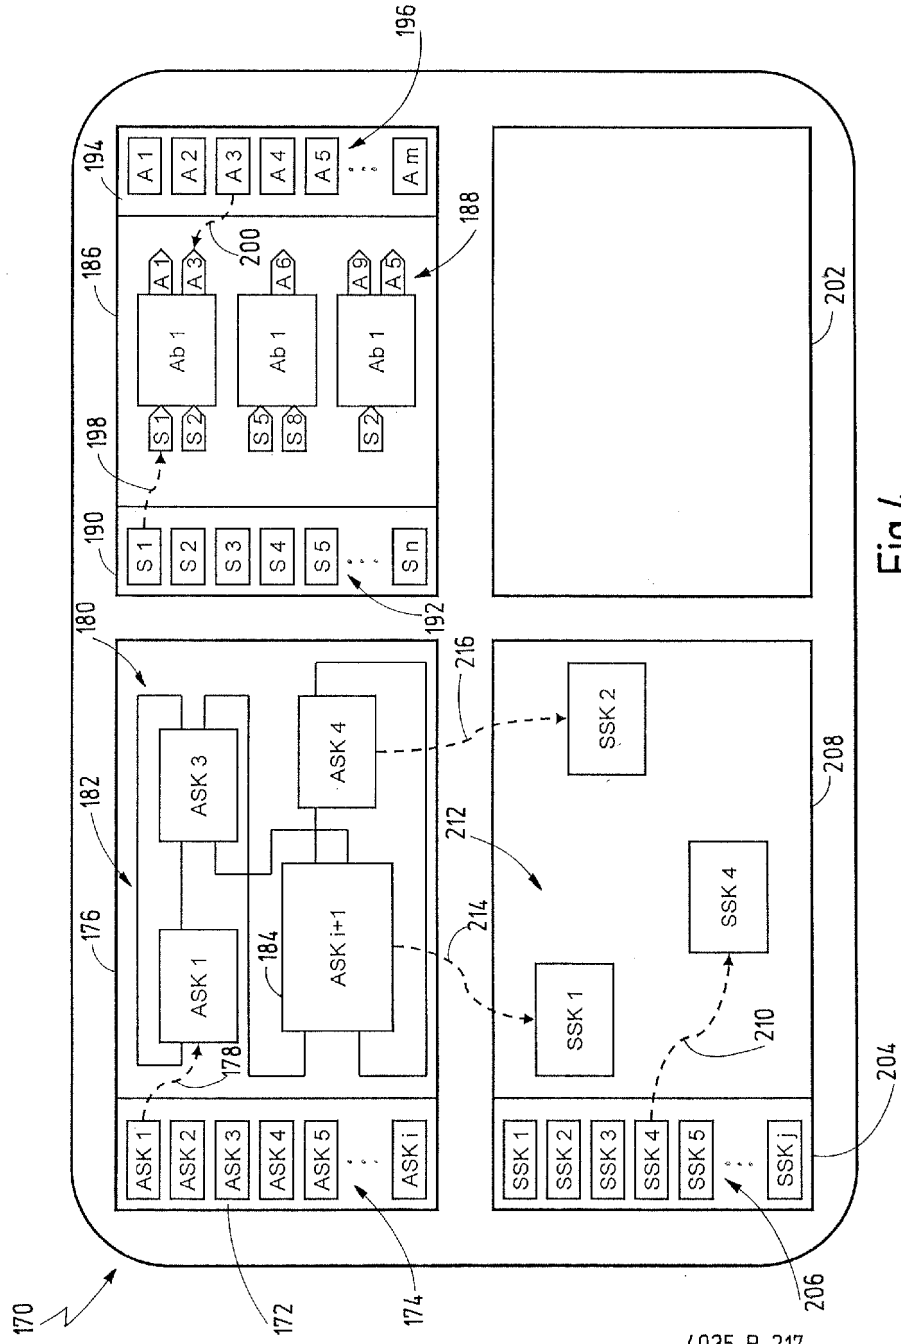 170
172
174
176
178
180
182
184
ASK 1
ASK 2
ASK 3
ASK 4
ASK 5
ASK i
ASK 1
ASK 3
ASK i+1
ASK 4
186
188
190
192
194
196
198
200
S 1
S 2
S 3
S 4
S 5
S n
S 1
S 2
Ab 1
A 1
A 3
S 5
S 8
Ab 1
A 6
S 2
Ab 1
A 9
A 5
A 1
A 2
A 3
A 4
A 5
A m
204
206
208
210
212
214
216
SSK 1
SSK 2
SSK 3
SSK 4
SSK 5
SSK j
SSK 1
SSK 4
SSK 2
202
Fig.4